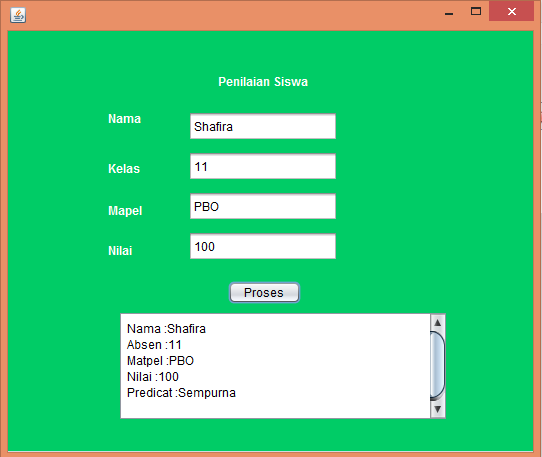 Penilaian Siswa
Nama Shafira
Kelas 11
Mapel PBO
Nilai 100
Proses
Nama :Shafira
Absen :11
Matpel :PBO
Nilai :100
Predicat :Sempurna